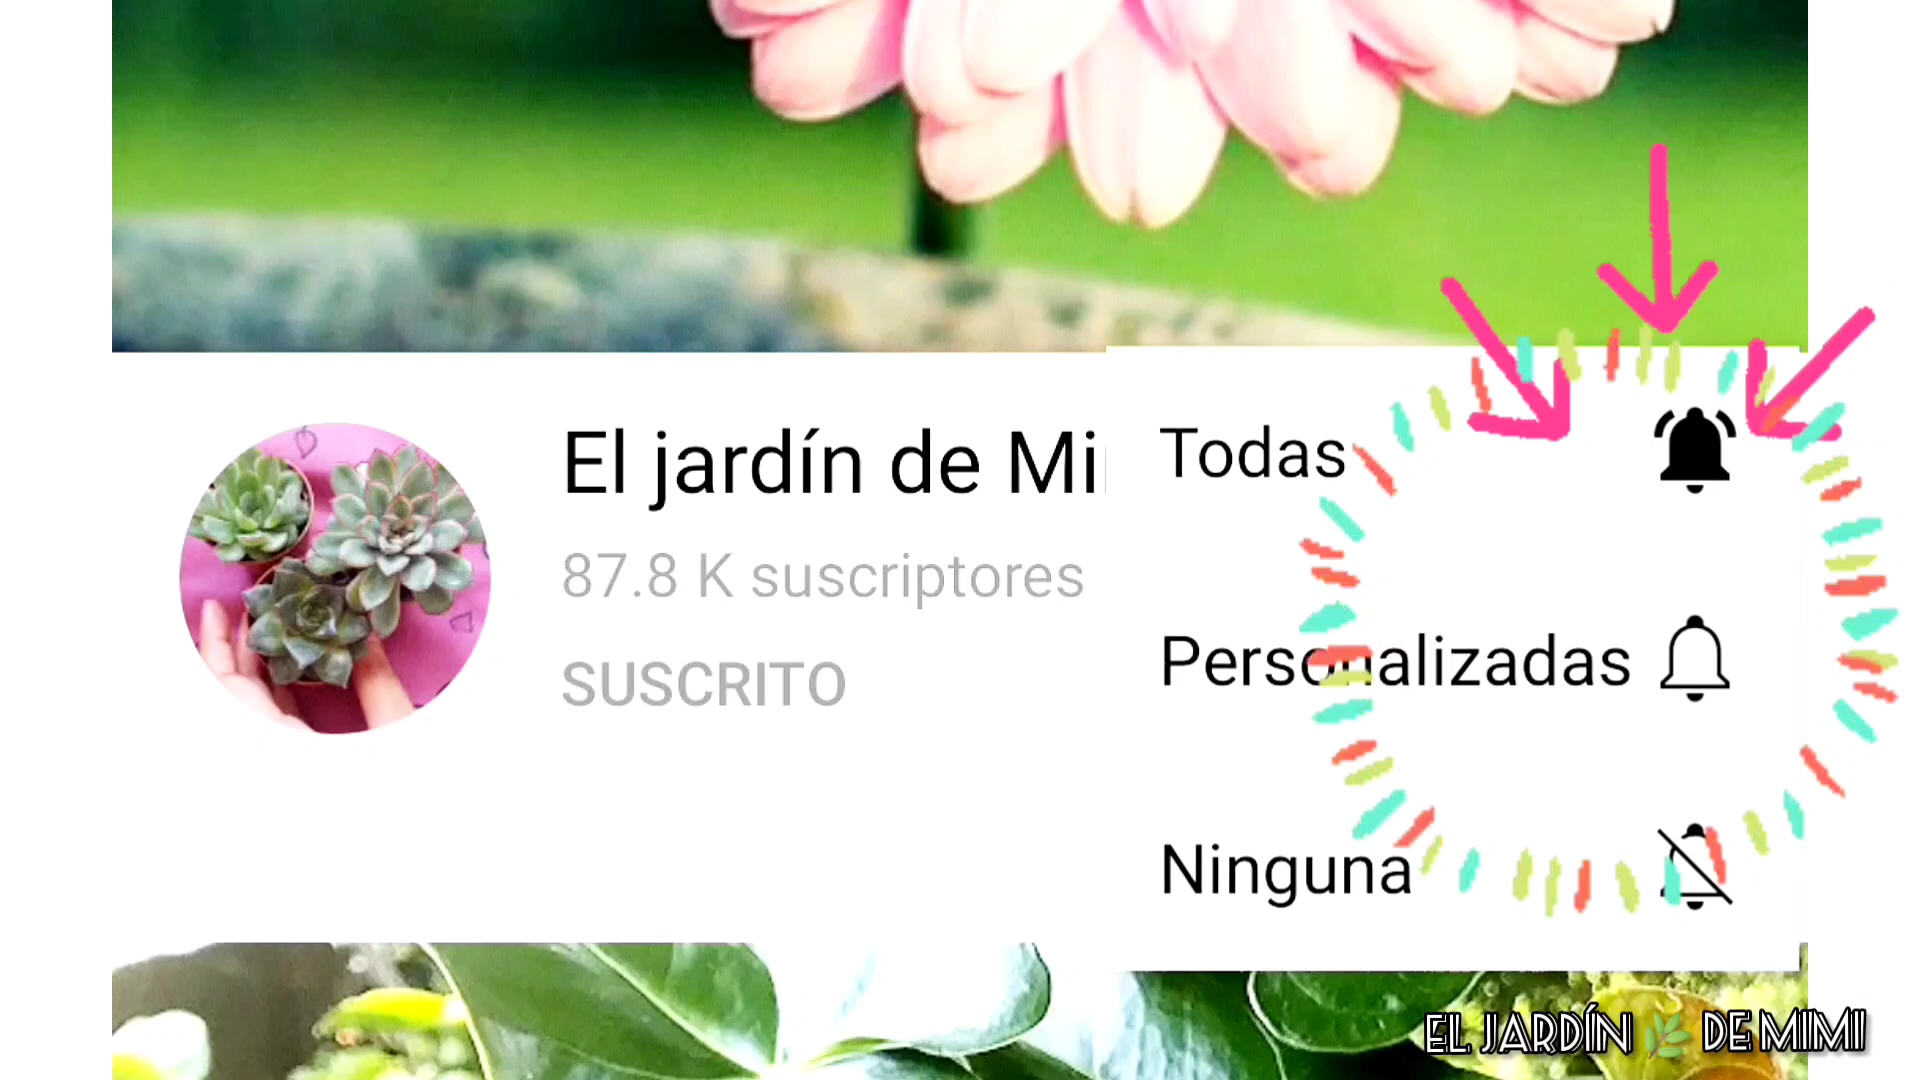 El jardín de Mi
87.8 K suscriptores
SUSCRITO
Todas
Personalizadas
Ninguna
EL JARDÍN DE MIMI